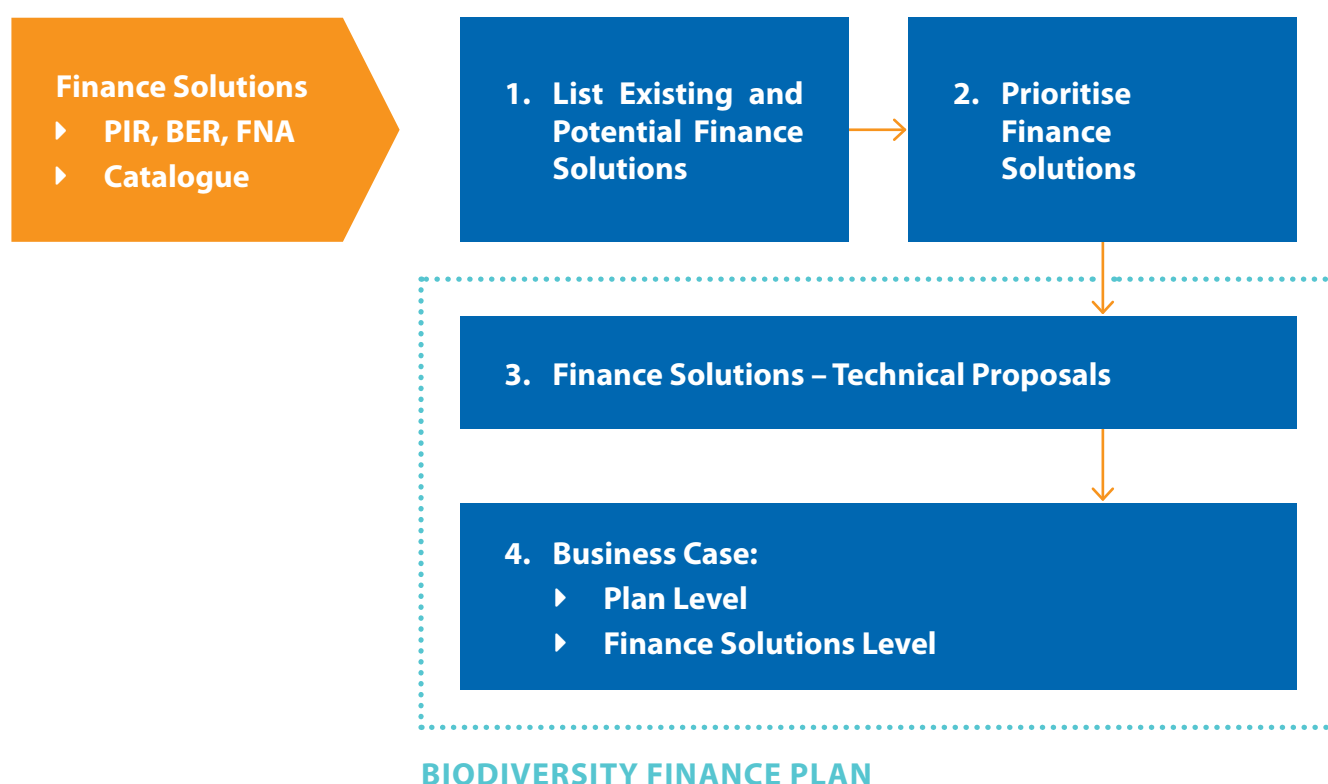 Finance Solutions
PIR, BER, FNA
Catalogue
1. List Existing and
Potential Finance
Solutions
2. Prioritise
Finance
Solutions
3. Finance Solutions – Technical Proposals
4. Business Case:
Plan Level
Finance Solutions Level
BIODIVERSITY FINANCE PLAN